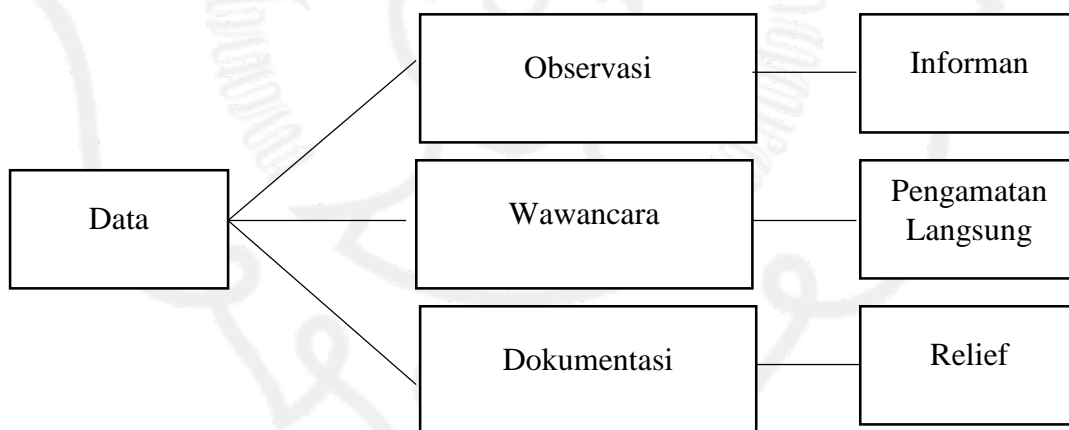 Observasi
Informan
Data
Wawancara
Pengamatan
Langsung
Dokumentasi
Relief